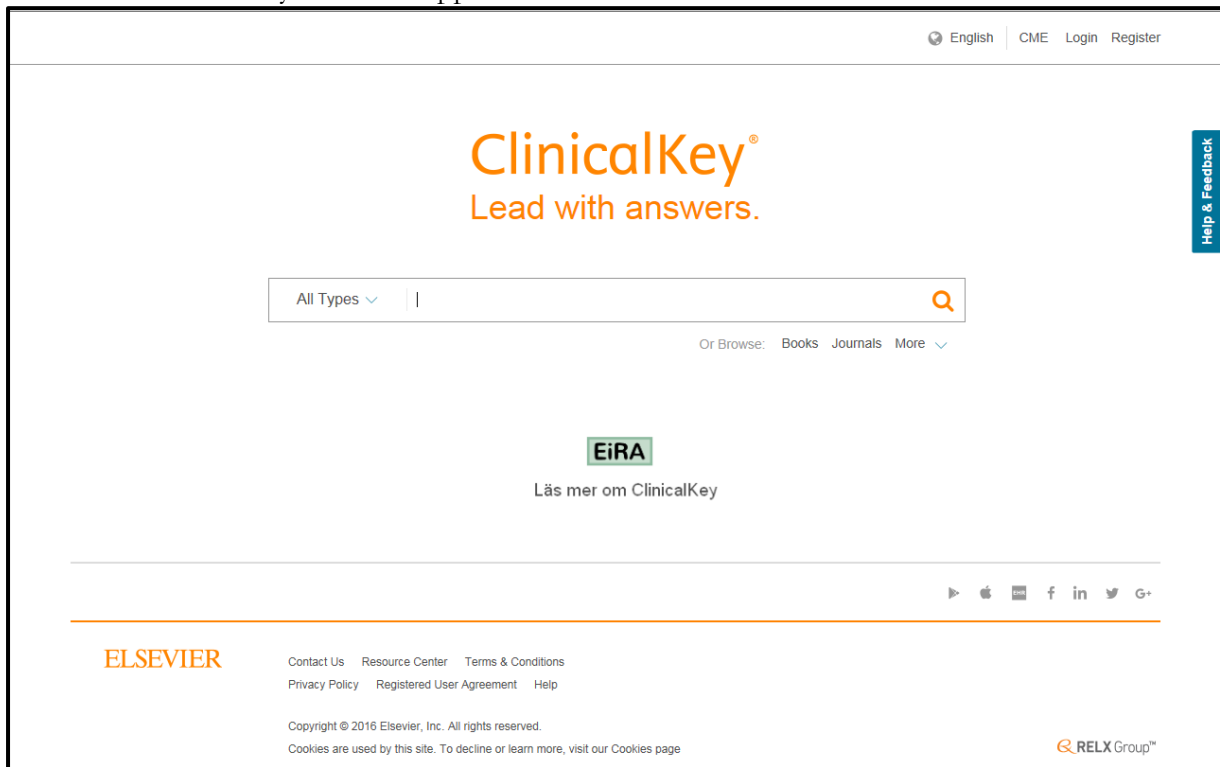 English CME Login Register
ClinicalKey®
Lead with answers.
Help & Feedback
All Types
Or Browse: Books Journals More
EiRA
Läs mer om ClinicalKey
EHR f in G+
ELSEVIER
Contact Us Resource Center Terms & Conditions
Privacy Policy Registered User Agreement Help
Copyright © 2016 Elsevier, Inc. All rights reserved.
Cookies are used by this site. To decline or learn more, visit our Cookies page
RELX Group™